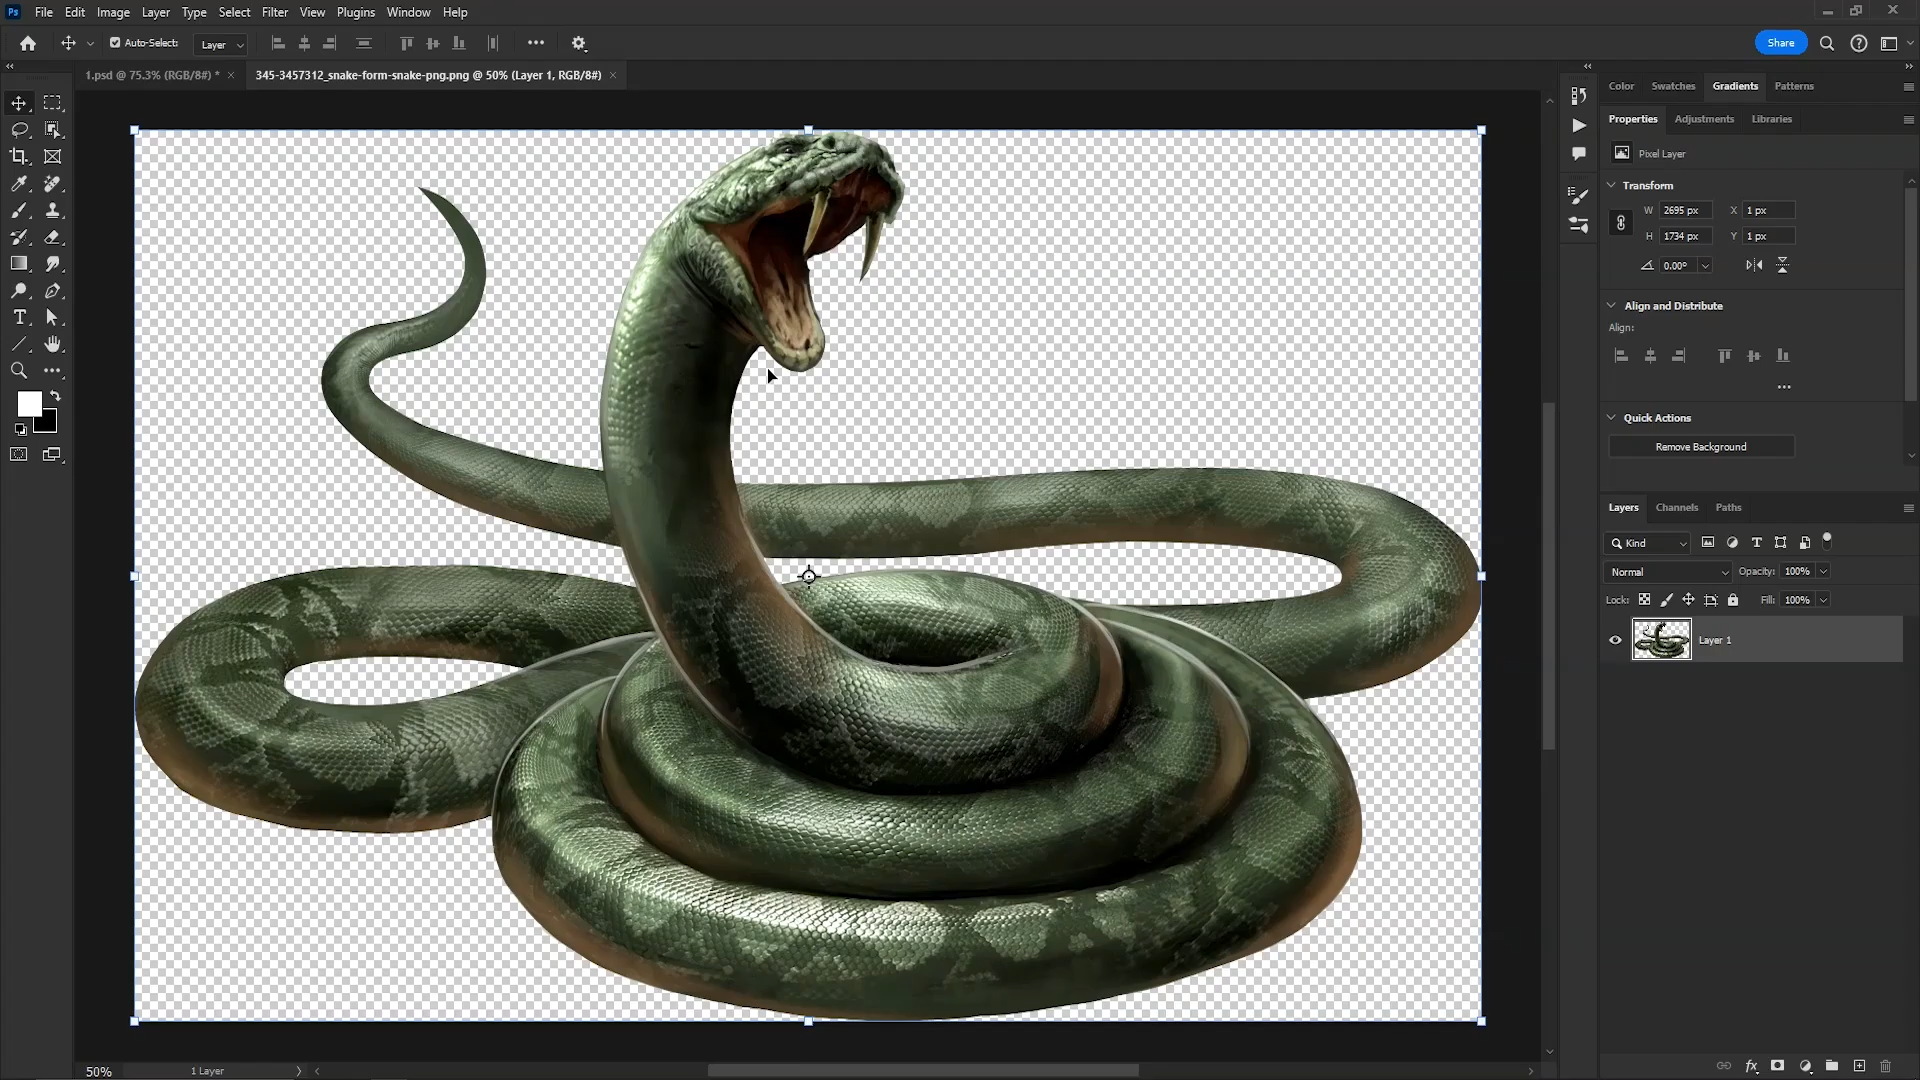 Ps File Edit Image Layer Type Select Filter View Plugins Window Help
Auto-Select: Layer Share
1.psd @ 75.3% (RGB/8#) * 345-3457312_snake-form-snake-png.png @ 50% (Layer 1, RGB/8#)
Color Swatches Gradients Patterns
Properties Adjustments Libraries
Pixel Layer
Transform
W 2695 px X 1 px
H 1734 px Y 1 px
0.00°
Align and Distribute
Align:
Quick Actions
Remove Background
Layers Channels Paths
Kind
Normal Opacity: 100%
Lock: Fill: 100%
Layer 1
50% 1 Layer